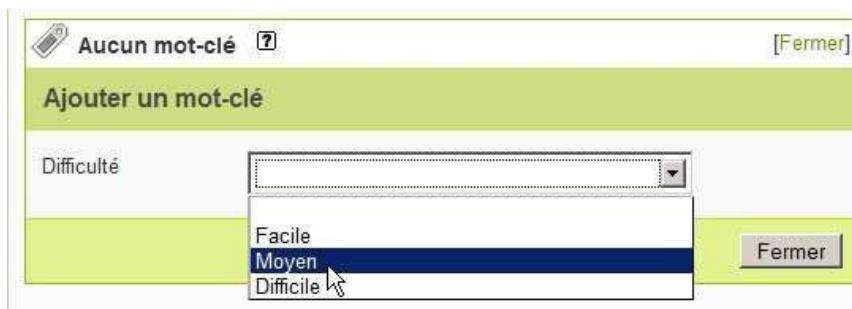 Aucun mot-clé ? [Fermer]
Ajouter un mot-clé
Difficulté
Facile
Moyen
Difficile
Fermer